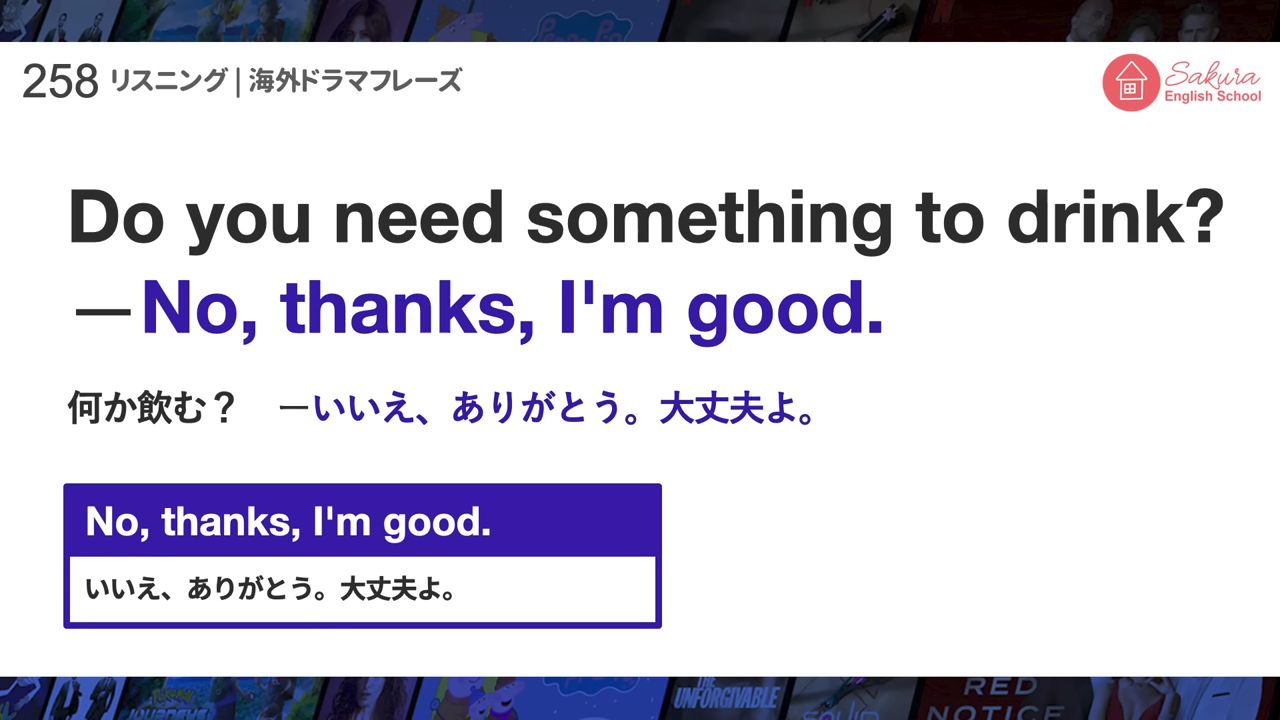 258 リスニング | 海外ドラマフレーズ
Sakura
English School
Do you need something to drink?
—No, thanks, I'm good.
何か飲む？　—いいえ、ありがとう。大丈夫よ。
No, thanks, I'm good.
いいえ、ありがとう。大丈夫よ。
THE
UNFORGIVABLE
RED
NOTICE